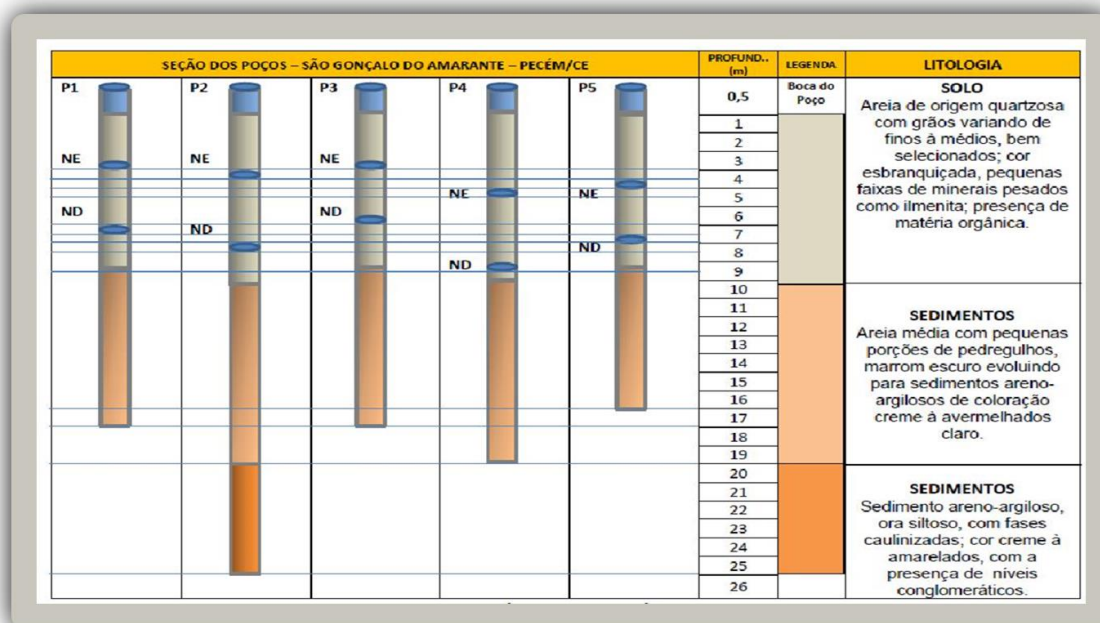 SEÇÃO DOS POÇOS – SÃO GONÇALO DO AMARANTE – PECÉM/CE
PROFUND..
(m)
LEGENDA
LITOLOGIA
P1
P2
P3
P4
P5
NE
NE
NE
NE
NE
ND
ND
ND
ND
ND
0,5
1
2
3
4
5
6
7
8
9
10
11
12
13
14
15
16
17
18
19
20
21
22
23
24
25
26
Boca do
Poço
SOLO
Areia de origem quartzosa
com grãos variando de
finos à médios, bem
selecionados; cor
esbranquiçada, pequenas
faixas de minerais pesados
como ilmenita; presença de
matéria orgânica.
SEDIMENTOS
Areia média com pequenas
porções de pedregulhos,
marrom escuro evoluindo
para sedimentos areno-
argilosos de coloração
creme à avermelhados
claro.
SEDIMENTOS
Sedimento areno-argiloso,
ora siltoso, com fases
caulinizadas; cor creme à
amarelados, com a
presença de níveis
conglomeráticos.